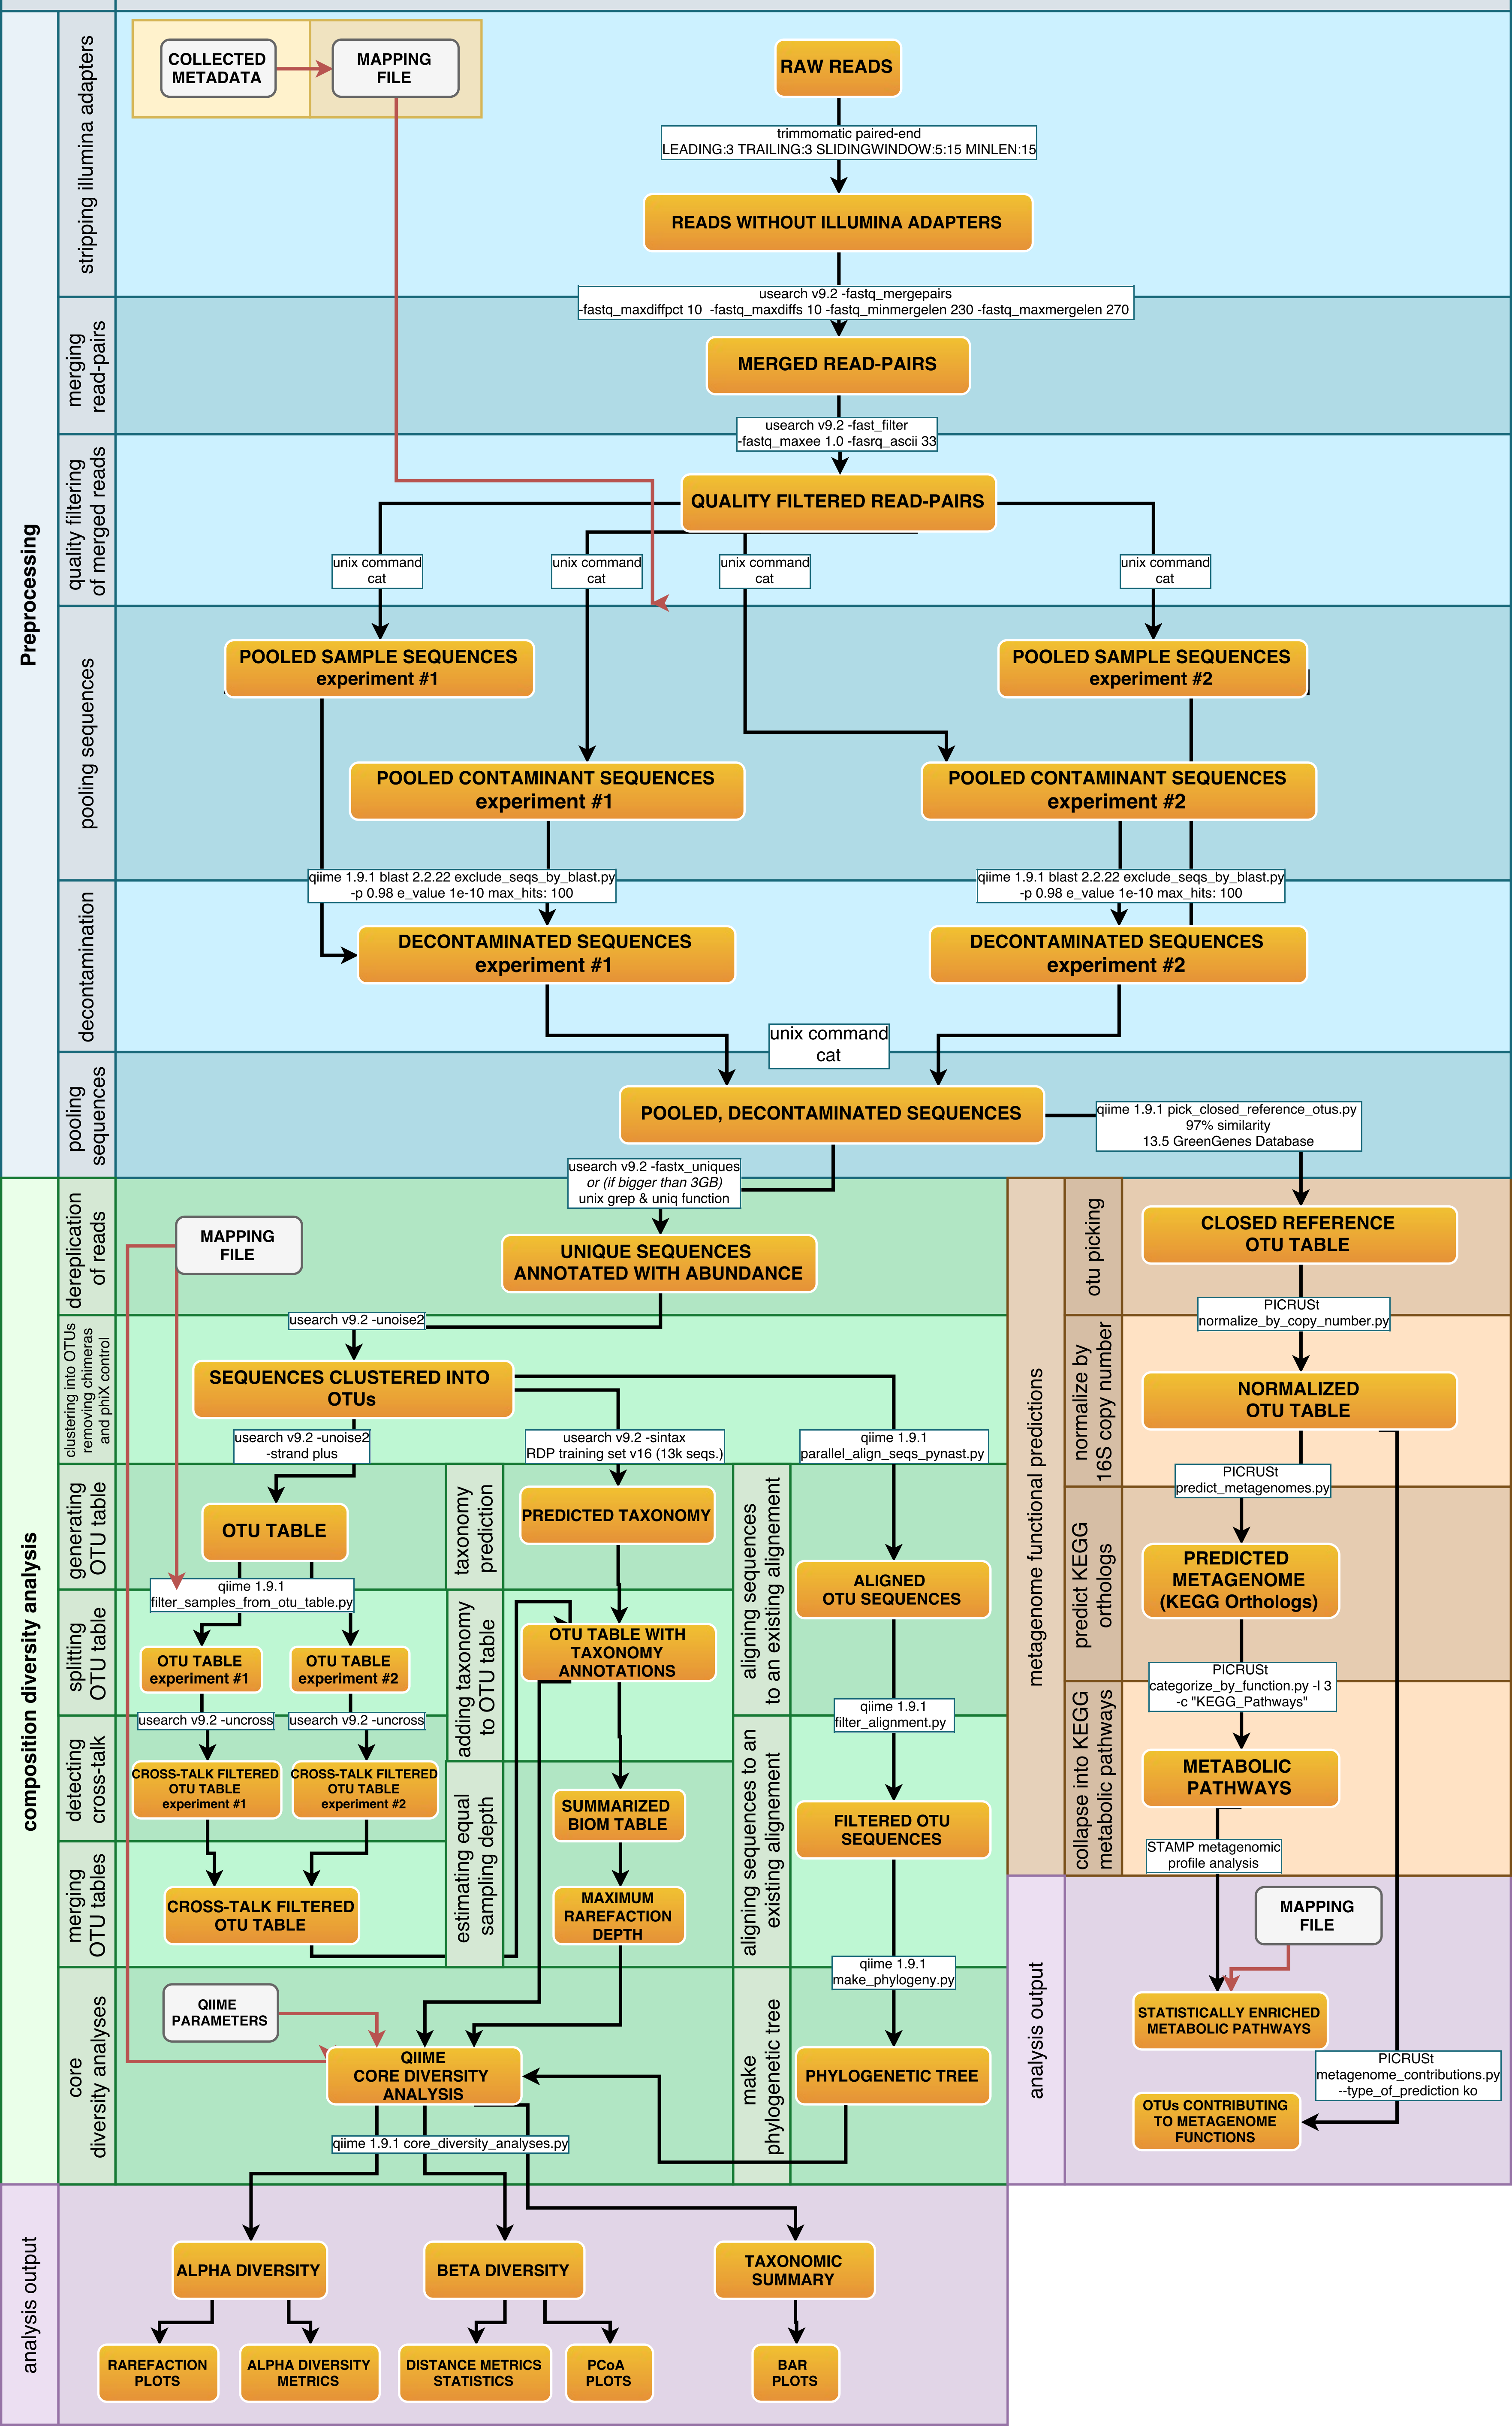 Preprocessing
stripping illumina adapters
COLLECTED
METADATA
MAPPING
FILE
RAW READS
trimmomatic paired-end
LEADING:3 TRAILING:3 SLIDINGWINDOW:5:15 MINLEN:15
READS WITHOUT ILLUMINA ADAPTERS
usearch v9.2 -fastq_mergepairs
-fastq_maxdiffpct 10 -fastq_maxdiffs 10 -fastq_minmergelen 230 -fastq_maxmergelen 270
merging
read-pairs
MERGED READ-PAIRS
usearch v9.2 -fast_filter
-fastq_maxee 1.0 -fasrq_ascii 33
quality filtering
of merged reads
QUALITY FILTERED READ-PAIRS
unix command
cat
unix command
cat
unix command
cat
unix command
cat
pooling sequences
POOLED SAMPLE SEQUENCES
experiment #1
POOLED SAMPLE SEQUENCES
experiment #2
POOLED CONTAMINANT SEQUENCES
experiment #1
POOLED CONTAMINANT SEQUENCES
experiment #2
qiime 1.9.1 blast 2.2.22 exclude_seqs_by_blast.py
-p 0.98 e_value 1e-10 max_hits: 100
qiime 1.9.1 blast 2.2.22 exclude_seqs_by_blast.py
-p 0.98 e_value 1e-10 max_hits: 100
decontamination
DECONTAMINATED SEQUENCES
experiment #1
DECONTAMINATED SEQUENCES
experiment #2
unix command
cat
pooling
sequences
POOLED, DECONTAMINATED SEQUENCES
qiime 1.9.1 pick_closed_reference_otus.py
97% similarity
13.5 GreenGenes Database
usearch v9.2 -fastx_uniques
or (if bigger than 3GB)
unix grep & uniq function
composition diversity analysis
dereplication
of reads
MAPPING
FILE
UNIQUE SEQUENCES
ANNOTATED WITH ABUNDANCE
usearch v9.2 -unoise2
clustering into OTUs
removing chimeras
and phiX control
SEQUENCES CLUSTERED INTO
OTUs
usearch v9.2 -unoise2
-strand plus
usearch v9.2 -sintax
RDP training set v16 (13k seqs.)
qiime 1.9.1
parallel_align_seqs_pynast.py
generating
OTU table
OTU TABLE
taxonomy
prediction
PREDICTED TAXONOMY
aligning sequences
to an existing alignement
ALIGNED
OTU SEQUENCES
qiime 1.9.1
filter_samples_from_otu_table.py
splitting
OTU table
OTU TABLE
experiment #1
OTU TABLE
experiment #2
adding taxonomy
to OTU table
OTU TABLE WITH
TAXONOMY
ANNOTATIONS
usearch v9.2 -uncross
usearch v9.2 -uncross
qiime 1.9.1
filter_alignment.py
detecting
cross-talk
CROSS-TALK FILTERED
OTU TABLE
experiment #1
CROSS-TALK FILTERED
OTU TABLE
experiment #2
estimating equal
sampling depth
SUMMARIZED
BIOM TABLE
aligning sequences to an
existing alignement
FILTERED OTU
SEQUENCES
merging
OTU tables
CROSS-TALK FILTERED
OTU TABLE
MAXIMUM
RAREFACTION
DEPTH
qiime 1.9.1
make_phylogeny.py
core
diversity analyses
QIIME
PARAMETERS
QIIME
CORE DIVERSITY
ANALYSIS
make
phylogenetic tree
PHYLOGENETIC TREE
qiime 1.9.1 core_diversity_analyses.py
metagenome functional predictions
otu picking
CLOSED REFERENCE
OTU TABLE
PICRUSt
normalize_by_copy_number.py
normalize by
16S copy number
NORMALIZED
OTU TABLE
PICRUSt
predict_metagenomes.py
predict KEGG
orthologs
PREDICTED
METAGENOME
(KEGG Orthologs)
PICRUSt
categorize_by_function.py -l 3
-c "KEGG_Pathways"
collapse into KEGG
metabolic pathways
METABOLIC
PATHWAYS
STAMP metagenomic
profile analysis
analysis output
MAPPING
FILE
STATISTICALLY ENRICHED
METABOLIC PATHWAYS
PICRUSt
metagenome_contributions.py
--type_of_prediction ko
OTUs CONTRIBUTING
TO METAGENOME
FUNCTIONS
analysis output
ALPHA DIVERSITY
BETA DIVERSITY
TAXONOMIC
SUMMARY
RAREFACTION
PLOTS
ALPHA DIVERSITY
METRICS
DISTANCE METRICS
STATISTICS
PCoA
PLOTS
BAR
PLOTS